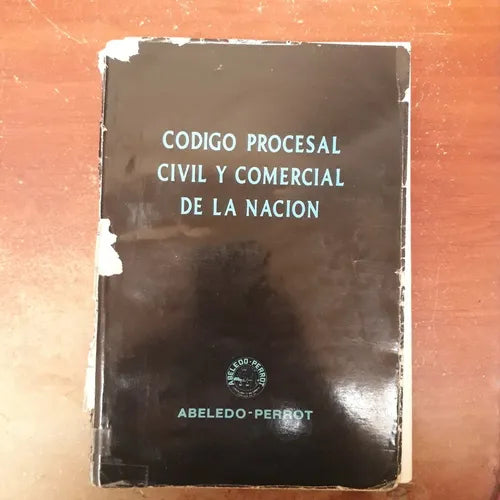 CODIGO PROCESAL
CIVIL Y COMERCIAL
DE LA NACION
ABELEDO-PERROT
ABELEDO-PERROT